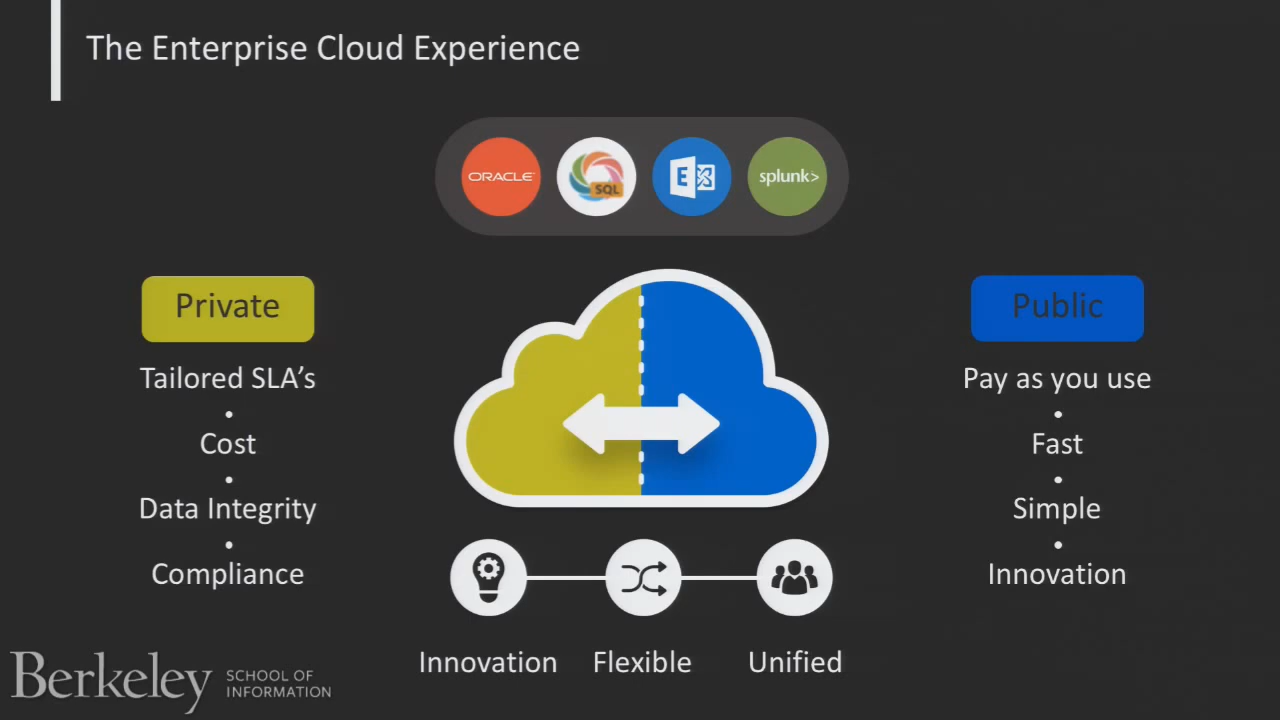 The Enterprise Cloud Experience
ORACLE
SQL
E
splunk>
Private
Tailored SLA's
•
Cost
•
Data Integrity
•
Compliance
Public
Pay as you use
•
Fast
•
Simple
•
Innovation
Innovation
Flexible
Unified
Berkeley
SCHOOL OF
INFORMATION